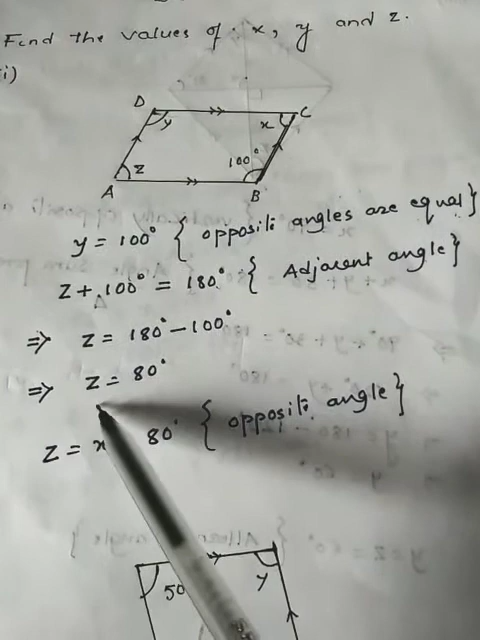 Find the values of x, y and z.
i)
D
C
y
x
100°
z
A
B
y = 100° { opposite angles are equal}
z + 100° = 180° { Adjacent angle}
⇒ z = 180° - 100°
⇒ z = 80°
z = x 80° { opposite angle}
50
y